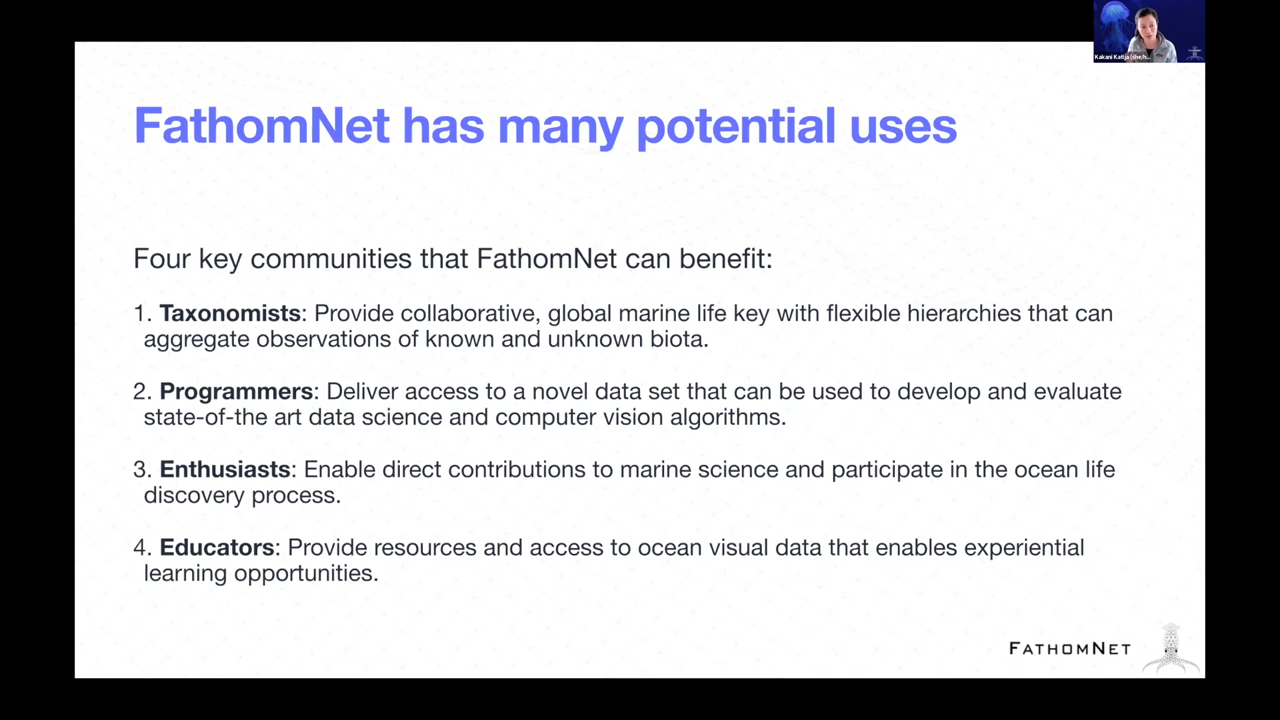 Kakani Katija (she/h...
FathomNet has many potential uses
Four key communities that FathomNet can benefit:
1. Taxonomists: Provide collaborative, global marine life key with flexible hierarchies that can
aggregate observations of known and unknown biota.
2. Programmers: Deliver access to a novel data set that can be used to develop and evaluate
state-of-the art data science and computer vision algorithms.
3. Enthusiasts: Enable direct contributions to marine science and participate in the ocean life
discovery process.
4. Educators: Provide resources and access to ocean visual data that enables experiential
learning opportunities.
FATHOMNET